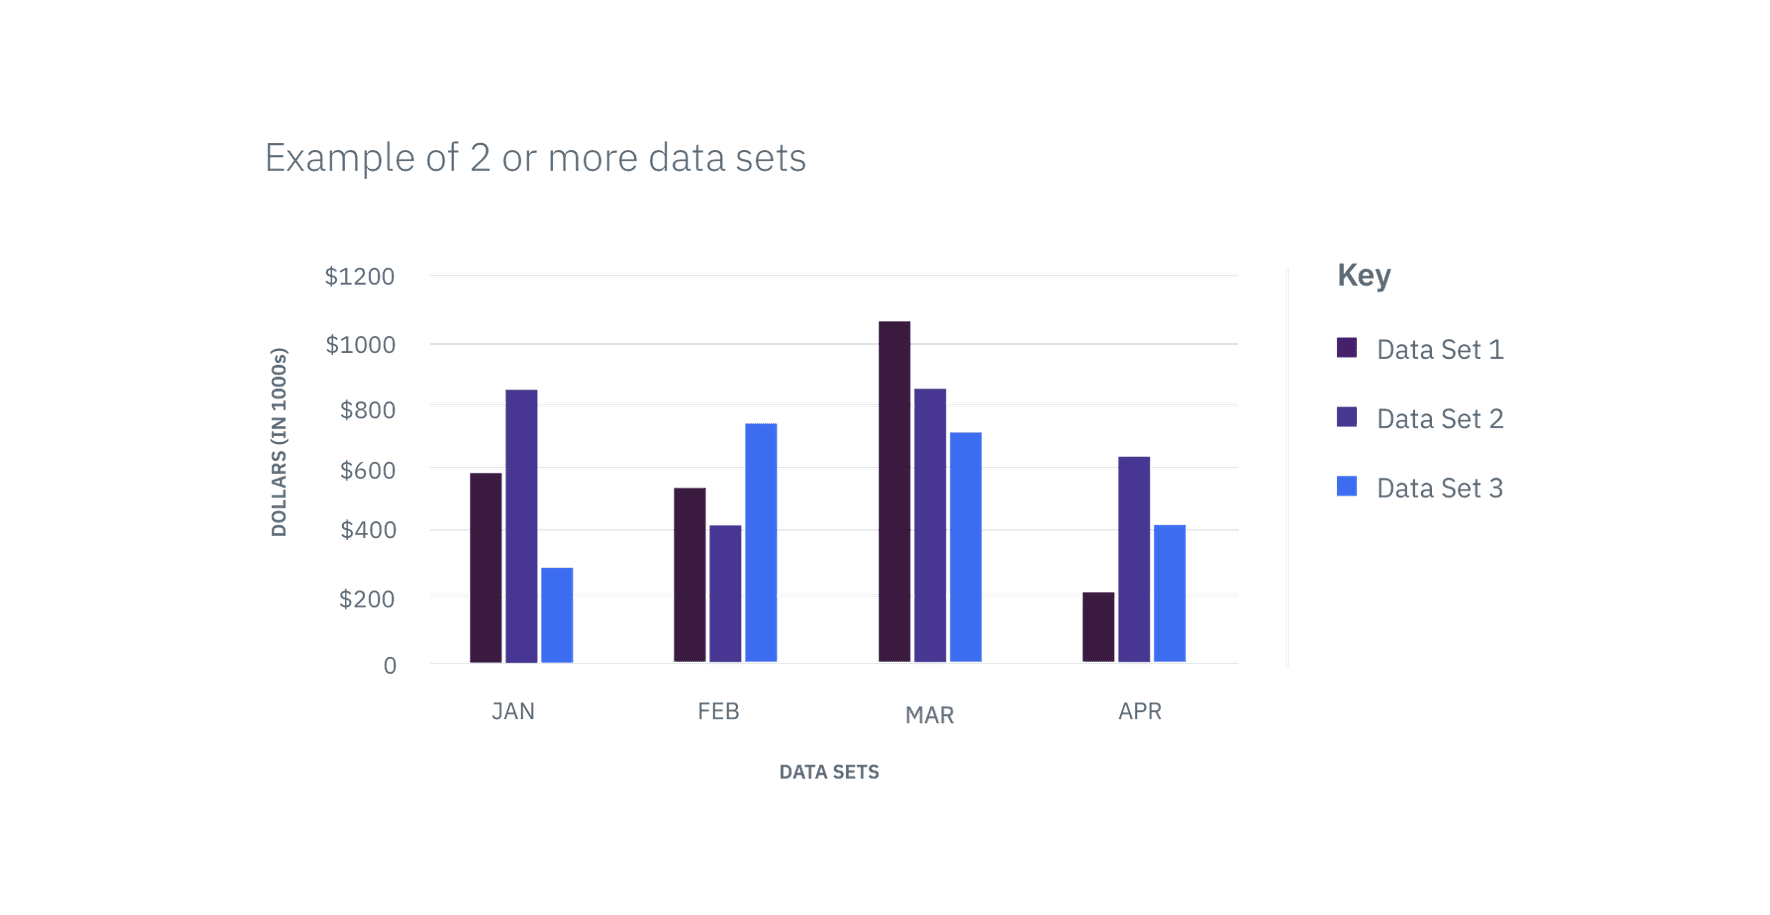 Example of 2 or more data sets
DOLLARS (IN 1000s)
$1200
$1000
$800
$600
$400
$200
0
JAN
FEB
MAR
APR
DATA SETS
Key
Data Set 1
Data Set 2
Data Set 3